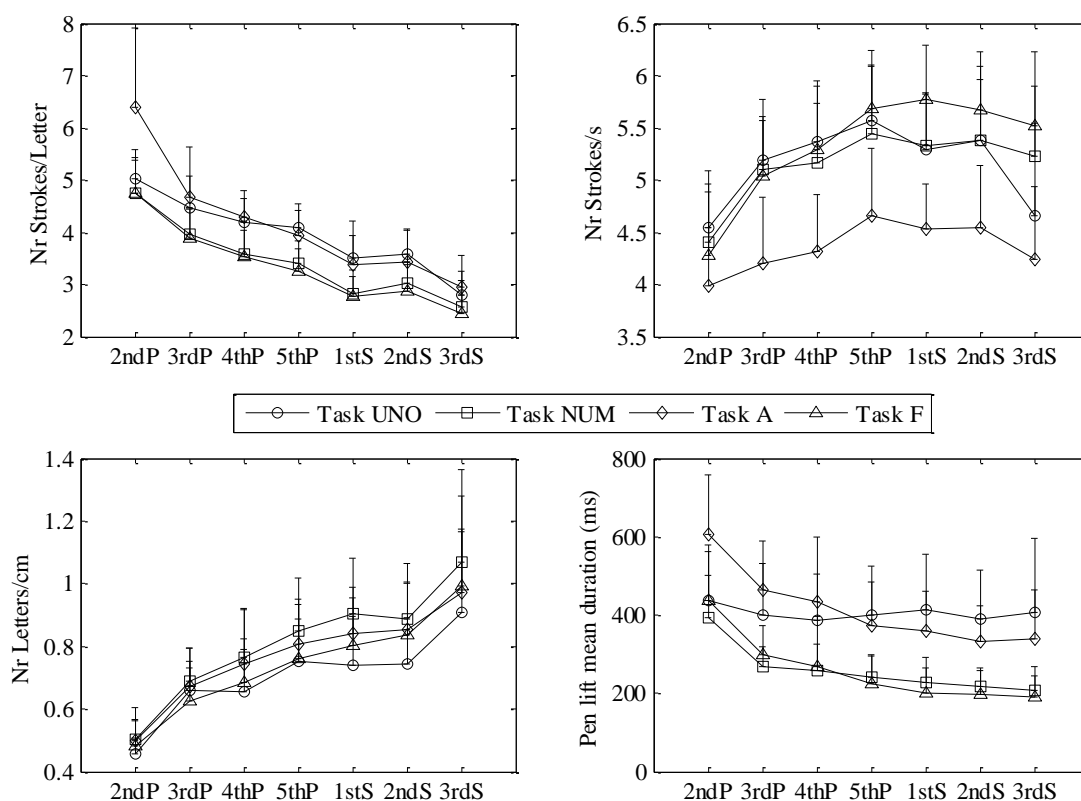 Nr Strokes/Letter
8
7
6
5
4
3
2
2ndP 3rdP 4thP 5thP 1stS 2ndS 3rdS
Nr Strokes/s
6.5
6
5.5
5
4.5
4
3.5
2ndP 3rdP 4thP 5thP 1stS 2ndS 3rdS
Task UNO Task NUM Task A Task F
Nr Letters/cm
1.4
1.2
1
0.8
0.6
0.4
2ndP 3rdP 4thP 5thP 1stS 2ndS 3rdS
Pen lift mean duration (ms)
800
600
400
200
0
2ndP 3rdP 4thP 5thP 1stS 2ndS 3rdS